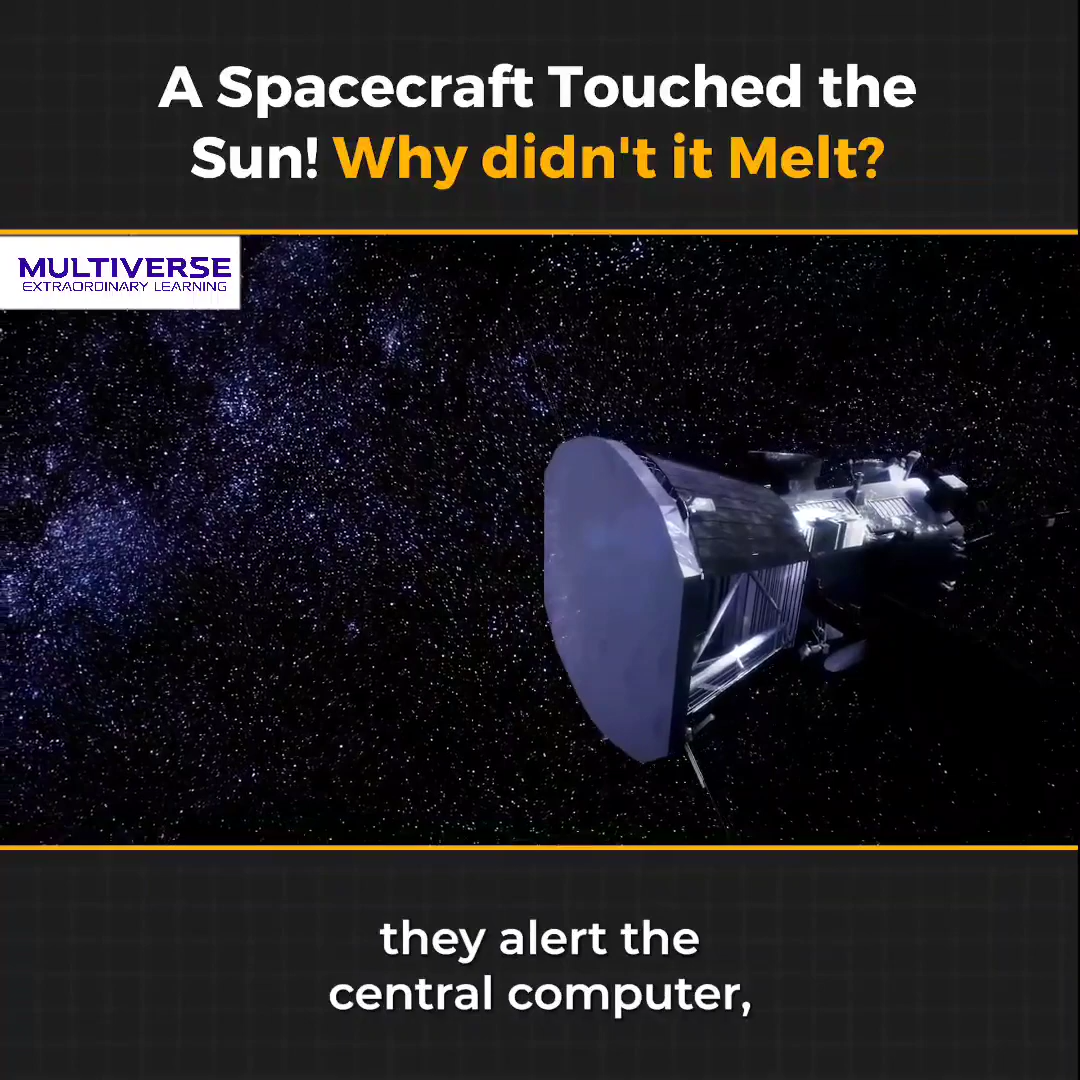 A Spacecraft Touched the
Sun! Why didn't it Melt?
MULTIVERSE
EXTRAORDINARY LEARNING
they alert the
central computer,